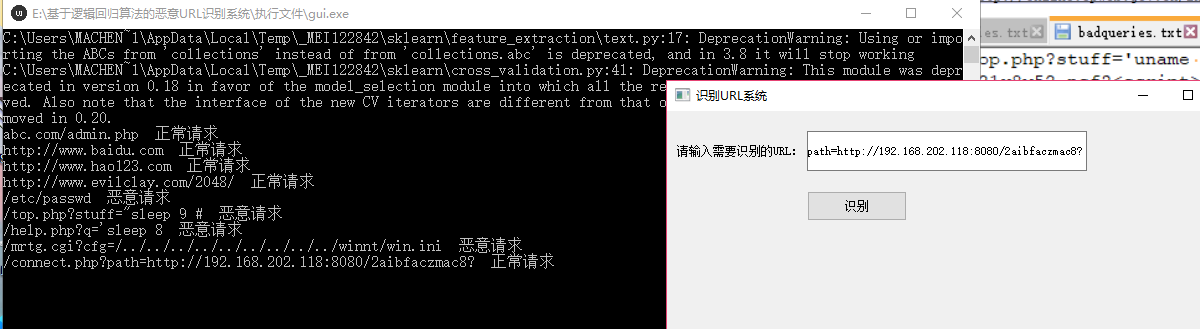 E:\基于逻辑回归算法的恶意URL识别系统\执行文件\gui.exe
C:\Users\MACHEN~1\AppData\Local\Temp\_MEI122842\sklearn\feature_extraction\text.py:17: DeprecationWarning: Using or impo
rting the ABCs from 'collections' instead of from 'collections.abc' is deprecated, and in 3.8 it will stop working
C:\Users\MACHEN~1\AppData\Local\Temp\_MEI122842\sklearn\cross_validation.py:41: DeprecationWarning: This module was depr
ecated in version 0.18 in favor of the model_selection module into which all the re
ved. Also note that the interface of the new CV iterators are different from that o
moved in 0.20.
abc.com/admin.php 正常请求
http://www.baidu.com 正常请求
http://www.hao123.com 正常请求
http://www.evilclay.com/2048/ 正常请求
/etc/passwd 恶意请求
/top.php?stuff="sleep 9 # 恶意请求
/help.php?q='sleep 8 恶意请求
/mrtg.cgi?cfg=/../../../../../../../../../winnt/win.ini 恶意请求
/connect.php?path=http://192.168.202.118:8080/2aibfaczmac8? 正常请求
es.txt
badqueries.txt
op.php?stuff='uname
识别URL系统
请输入需要识别的URL:
path=http://192.168.202.118:8080/2aibfaczmac8?
识别